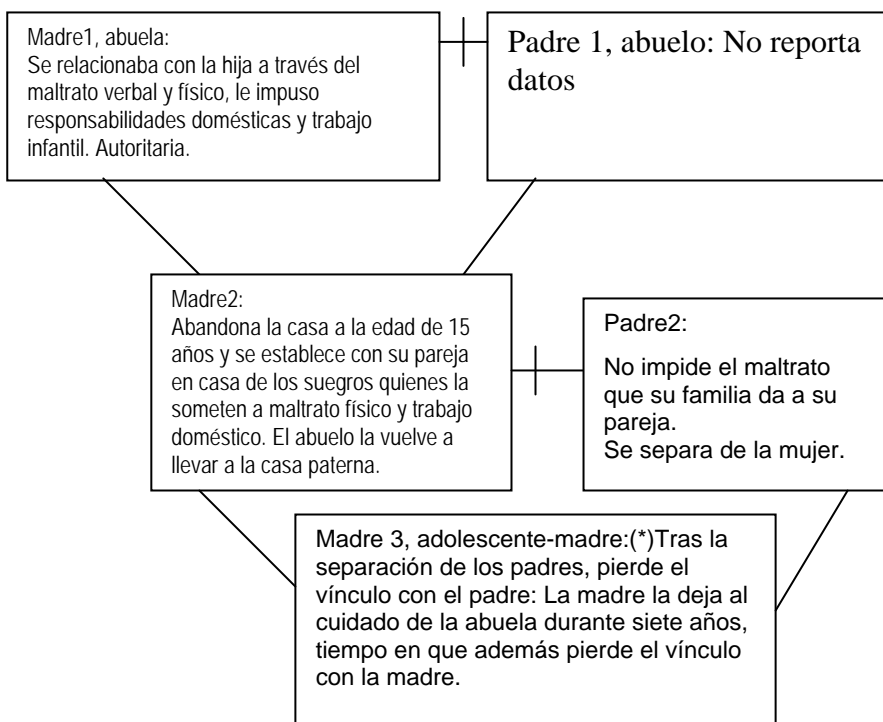 Madre1, abuela:
Se relacionaba con la hija a través del
maltrato verbal y físico, le impuso
responsabilidades domésticas y trabajo
infantil. Autoritaria.
Padre 1, abuelo: No reporta
datos
Madre2:
Abandona la casa a la edad de 15
años y se establece con su pareja
en casa de los suegros quienes la
someten a maltrato físico y trabajo
doméstico. El abuelo la vuelve a
llevar a la casa paterna.
Padre2:
No impide el maltrato
que su familia da a su
pareja.
Se separa de la mujer.
Madre 3, adolescente-madre:(*)Tras la
separación de los padres, pierde el
vínculo con el padre: La madre la deja al
cuidado de la abuela durante siete años,
tiempo en que además pierde el vínculo
con la madre.